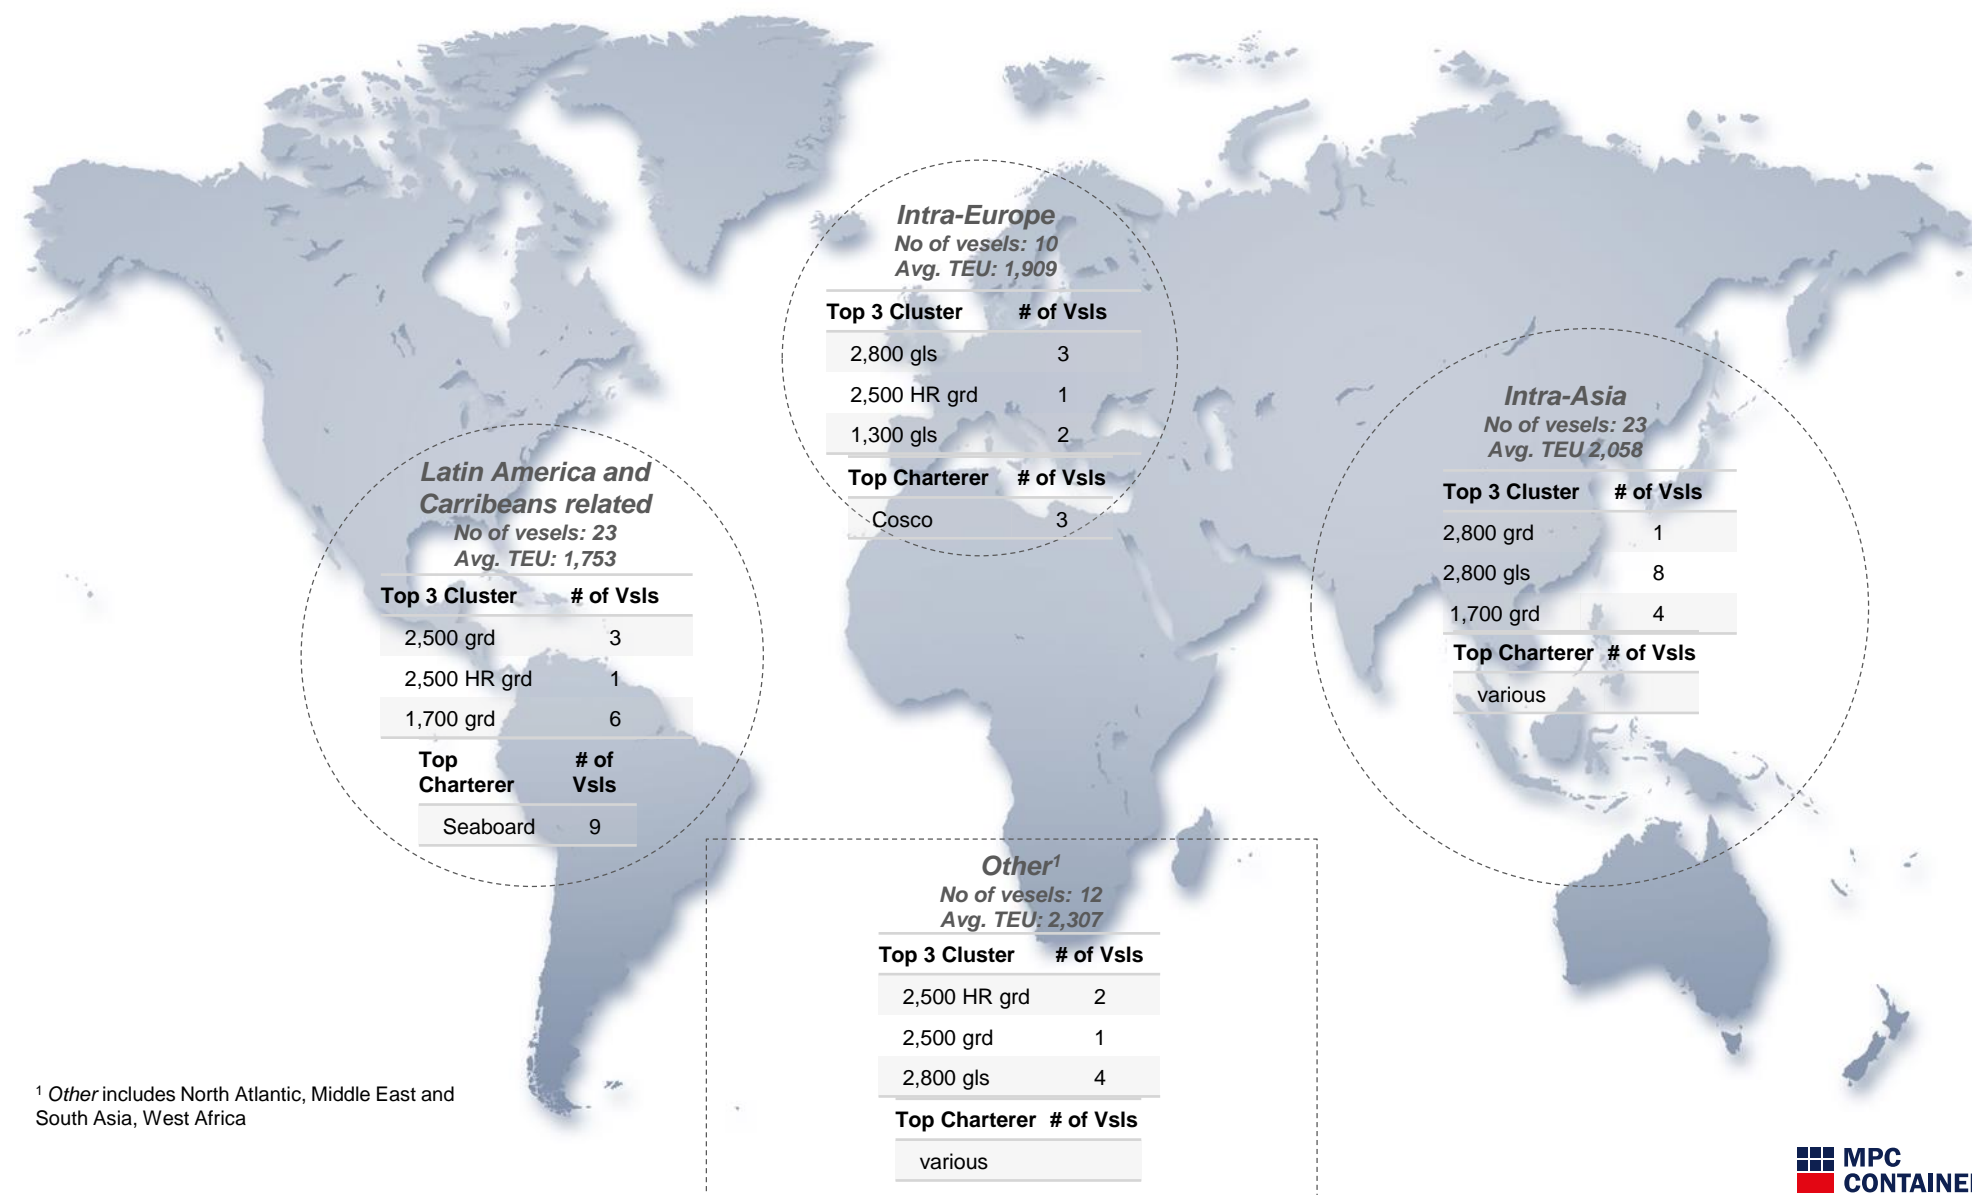 Intra-Europe
No of vesels: 10
Avg. TEU: 1,909
Top 3 Cluster # of Vsls
2,800 gls 3
2,500 HR grd 1
1,300 gls 2
Top Charterer # of Vsls
Cosco 3
Intra-Asia
No of vesels: 23
Avg. TEU 2,058
Top 3 Cluster # of Vsls
2,800 grd 1
2,800 gls 8
1,700 grd 4
Top Charterer # of Vsls
various
Latin America and
Carribeans related
No of vesels: 23
Avg. TEU: 1,753
Top 3 Cluster # of Vsls
2,500 grd 3
2,500 HR grd 1
1,700 grd 6
Top # of
Charterer Vsls
Seaboard 9
Other¹
No of vesels: 12
Avg. TEU: 2,307
Top 3 Cluster # of Vsls
2,500 HR grd 2
2,500 grd 1
2,800 gls 4
Top Charterer # of Vsls
various
¹ Other includes North Atlantic, Middle East and
South Asia, West Africa
MPC
CONTAINE